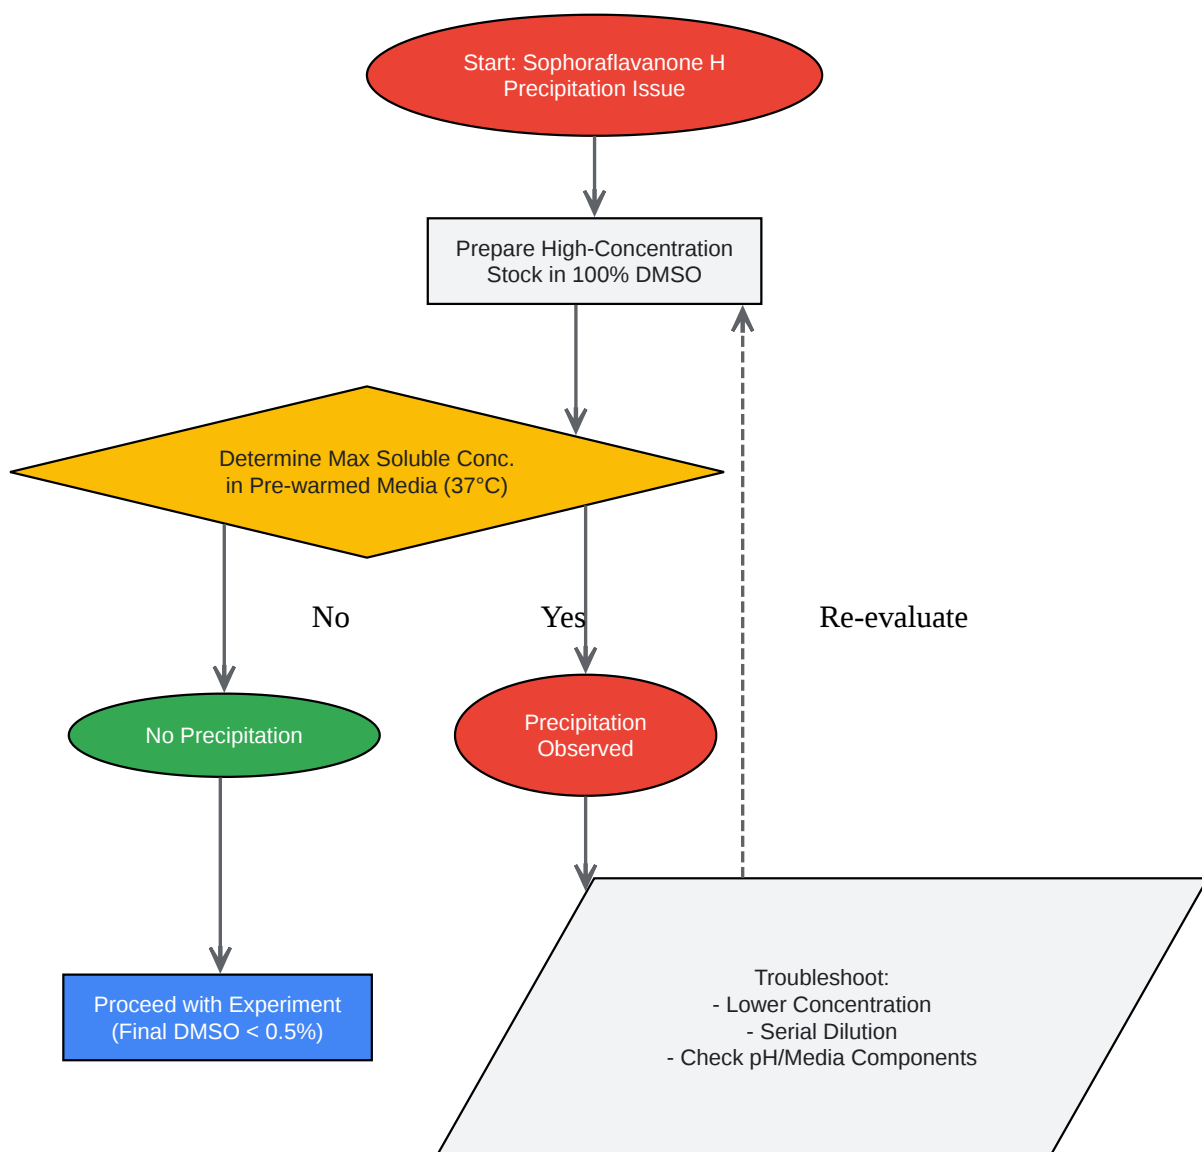 Start: Sophoraflavanone H
Precipitation Issue
Prepare High-Concentration
Stock in 100% DMSO
Determine Max Soluble Conc.
in Pre-warmed Media (37°C)
No
Yes
Re-evaluate
No Precipitation
Precipitation
Observed
Proceed with Experiment
(Final DMSO < 0.5%)
Troubleshoot:
- Lower Concentration
- Serial Dilution
- Check pH/Media Components